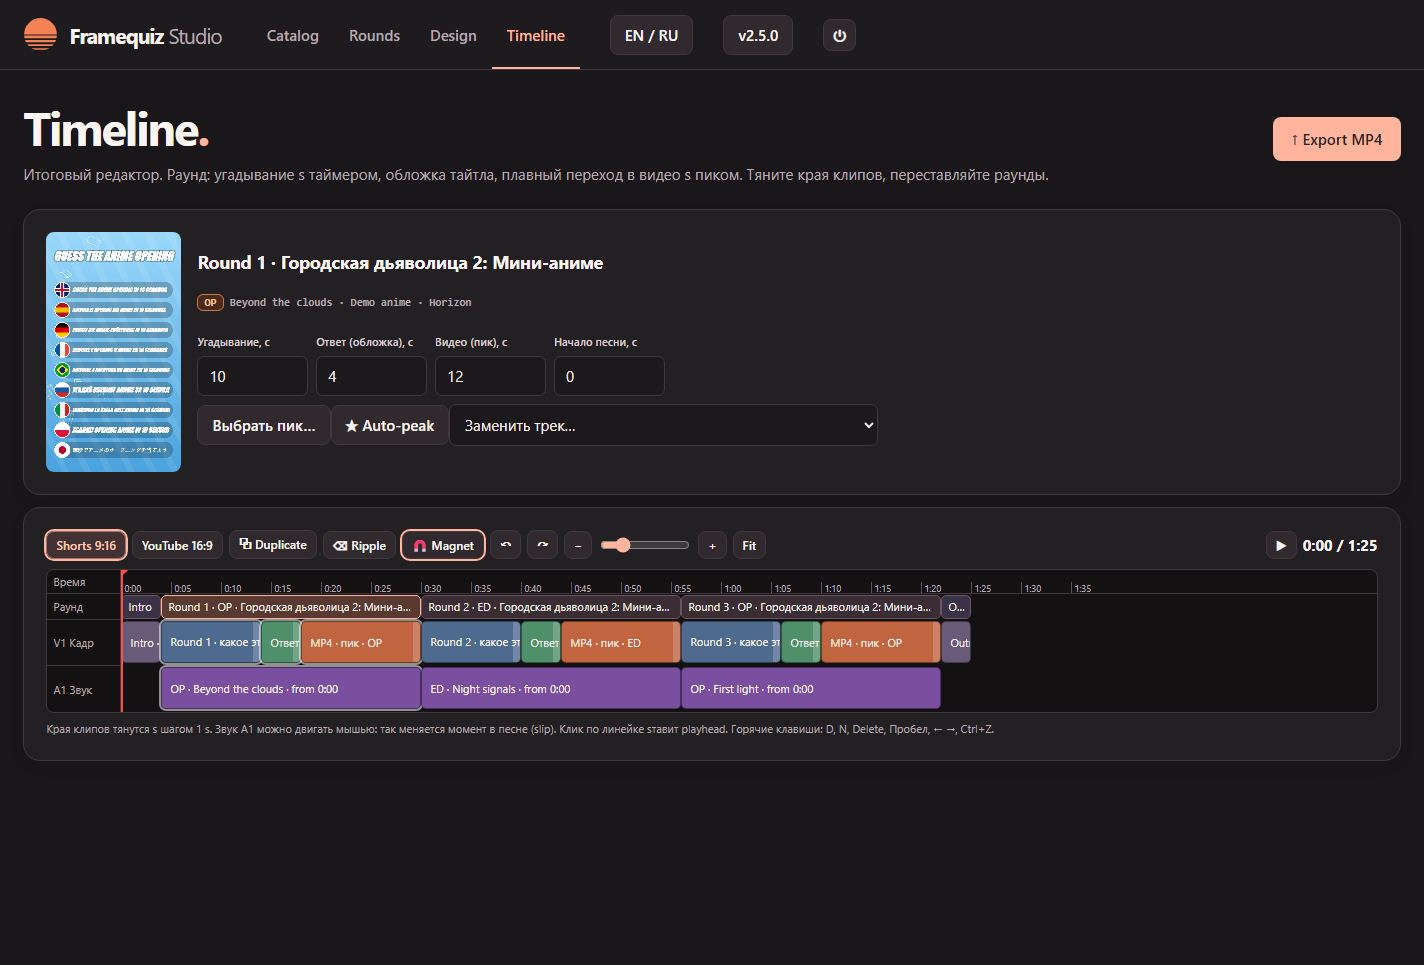 Framequiz Studio
Catalog
Rounds
Design
Timeline
EN / RU
v2.5.0
Timeline.
↑ Export MP4
Итоговый редактор. Раунд: угадывание s таймером, обложка тайтла, плавный переход в видео s пиком. Тяните края клипов, переставляйте раунды.
GUESS THE ANIME OPENING
Round 1 · Городская дьяволица 2: Мини-аниме
OP Beyond the clouds · Demo anime · Horizon
Угадывание, с
Ответ (обложка), с
Видео (пик), с
Начало песни, с
10
4
12
0
Выбрать пик...
★ Auto-peak
Заменить трек...
Shorts 9:16
YouTube 16:9
Duplicate
⌫ Ripple
Magnet
−
+
Fit
▶
0:00 / 1:25
Время
0:00
0:05
0:10
0:15
0:20
0:25
0:30
0:35
0:40
0:45
0:50
0:55
1:00
1:05
1:10
1:15
1:20
1:25
1:30
1:35
Раунд
Intro
Round 1 · OP · Городская дьяволица 2: Мини-а...
Round 2 · ED · Городская дьяволица 2: Мини-а...
Round 3 · OP · Городская дьяволица 2: Мини-а...
O...
V1 Кадр
Intro ·
Round 1 · какое эт
Ответ
MP4 · пик · OP
Round 2 · какое эт
Ответ
MP4 · пик · ED
Round 3 · какое эт
Ответ
MP4 · пик · OP
Out
A1 Звук
OP · Beyond the clouds · from 0:00
ED · Night signals · from 0:00
OP · First light · from 0:00
Края клипов тянутся s шагом 1 s. Звук A1 можно двигать мышью: так меняется момент в песне (slip). Клик по линейке стaвит playhead. Горячие клавиши: D, N, Delete, Пробел, ← →, Ctrl+Z.